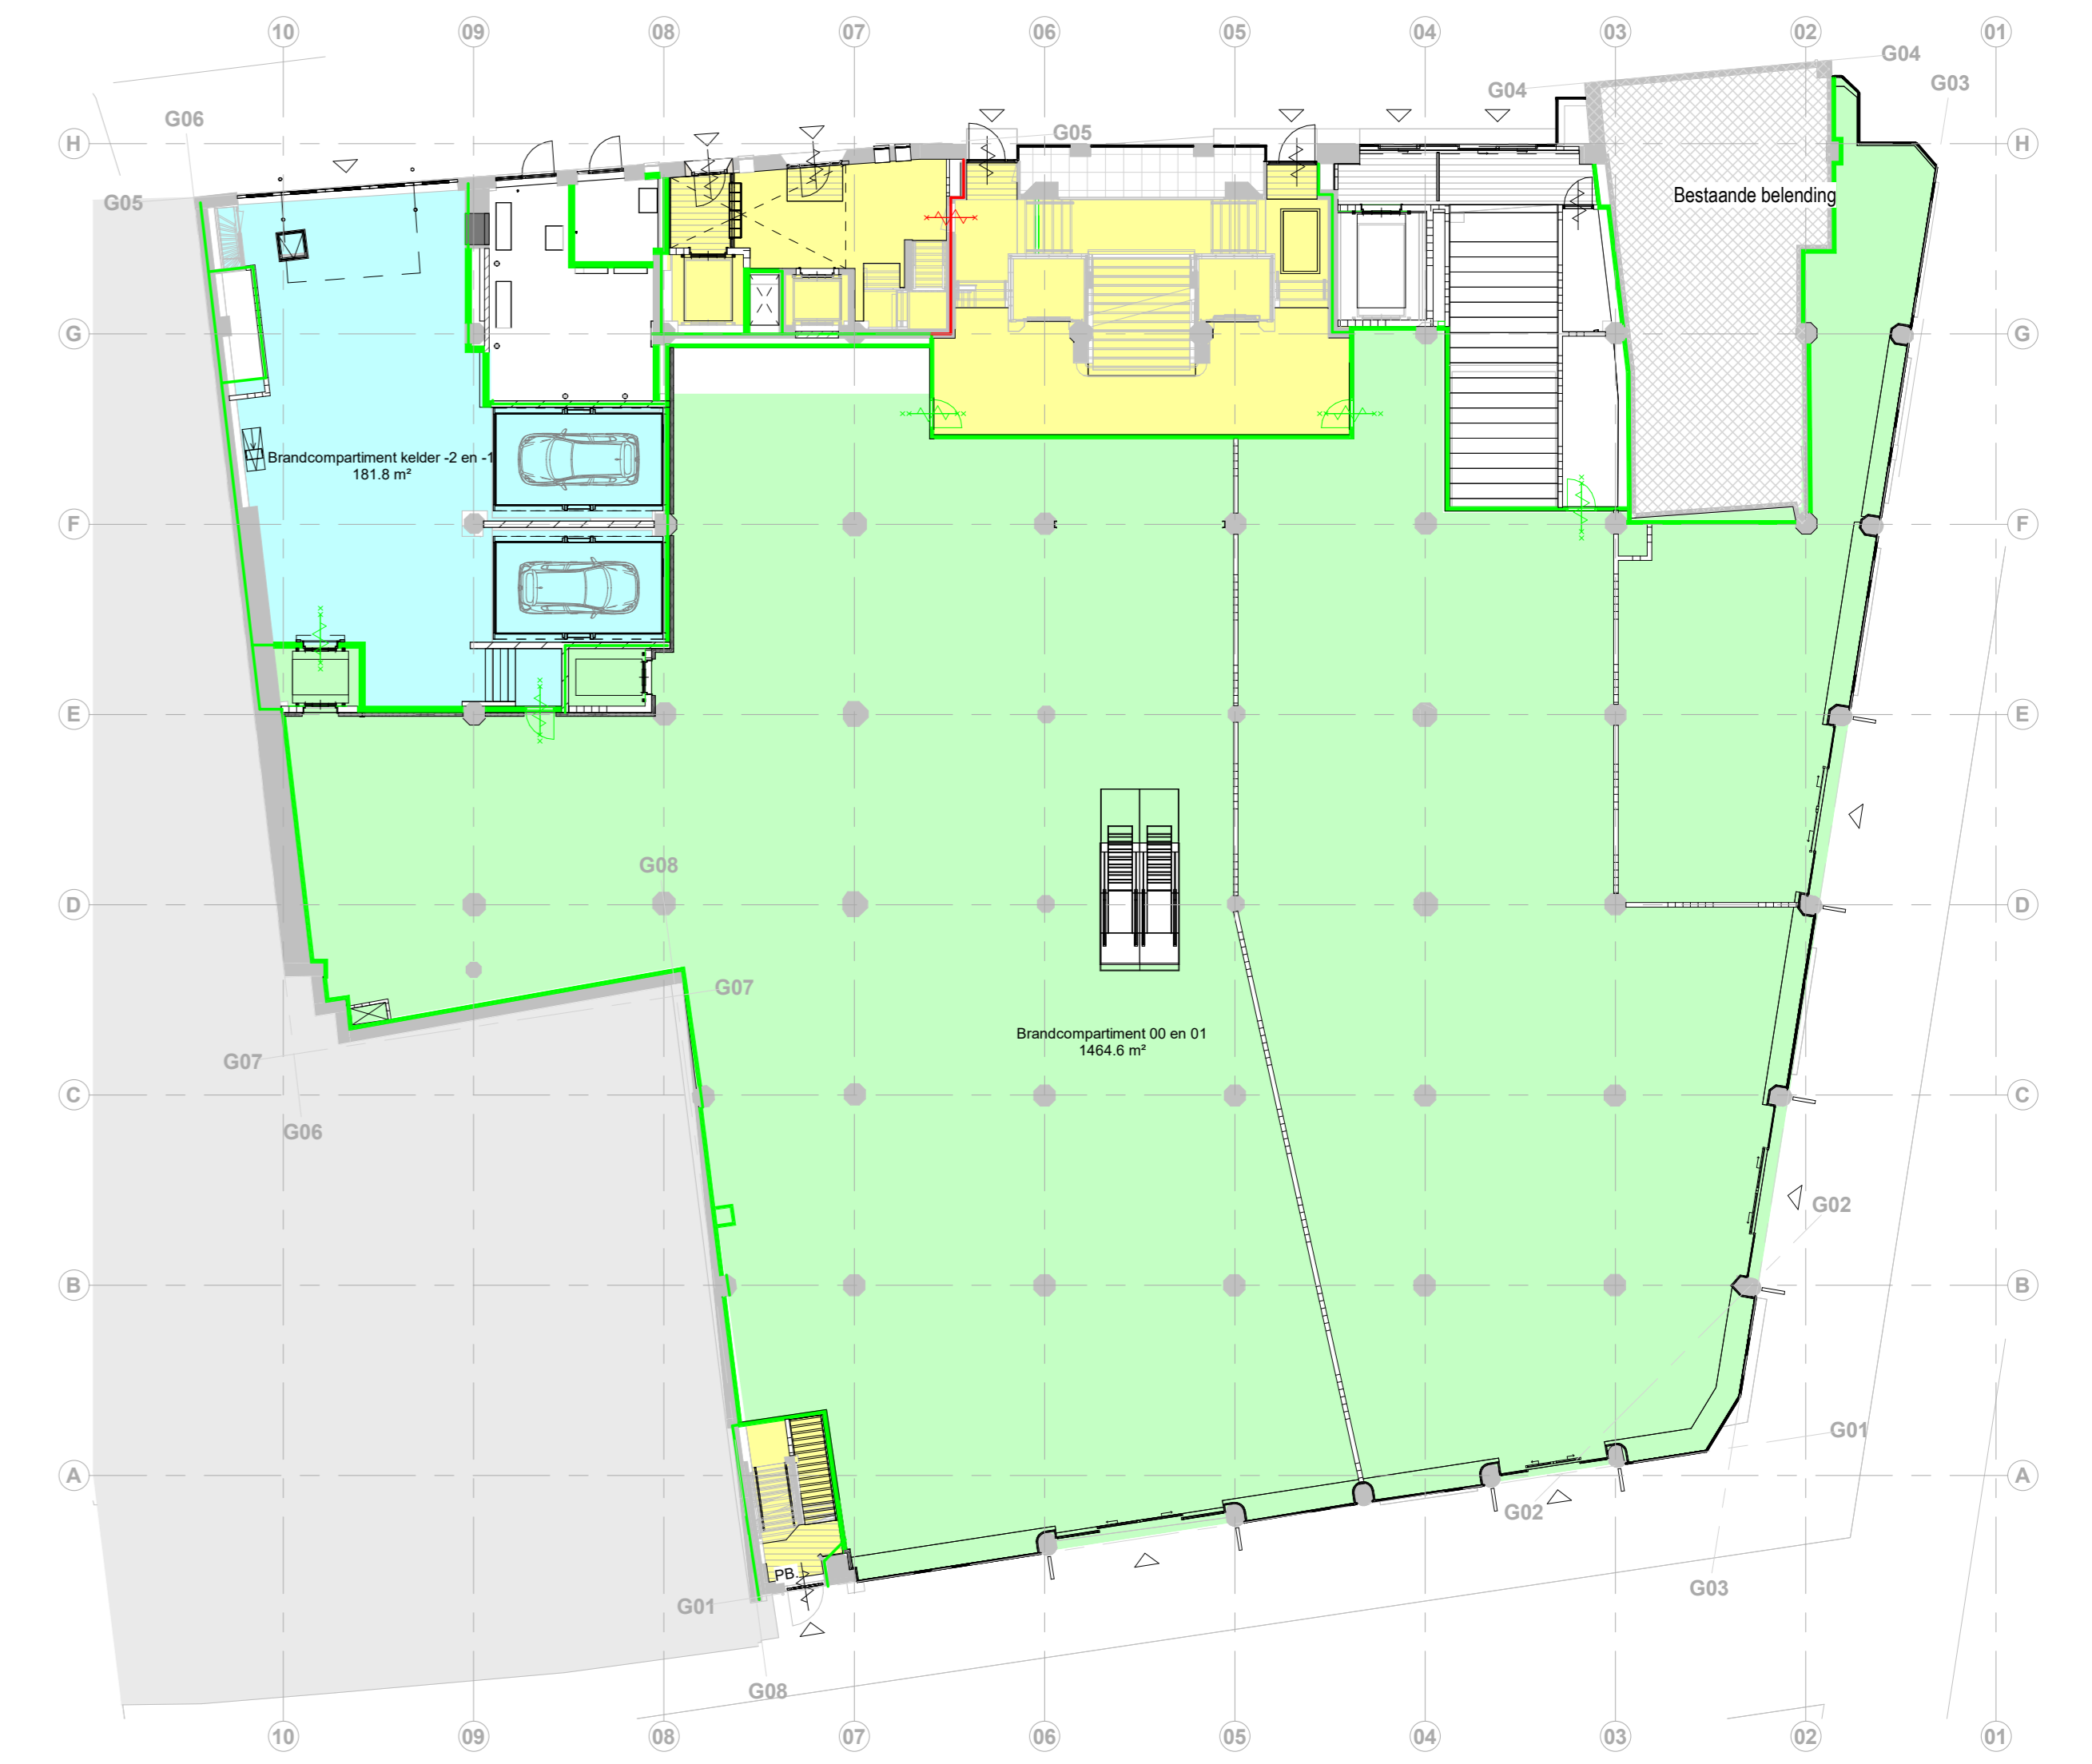 10 09 08 07 06 05 04 03 02 01
G04
G04
G03
G06
G05
H H
Bestaande belending
G05
G G
Brandcompartiment kelder -2 en -1
181.8 m²
F F
E E
G08
D D
G07
Brandcompartiment 00 en 01
1464.6 m²
G07
C C
G06
G02
B B
G01
A A
G02
PB.
G03
G01
G08
10 09 08 07 06 05 04 03 02 01